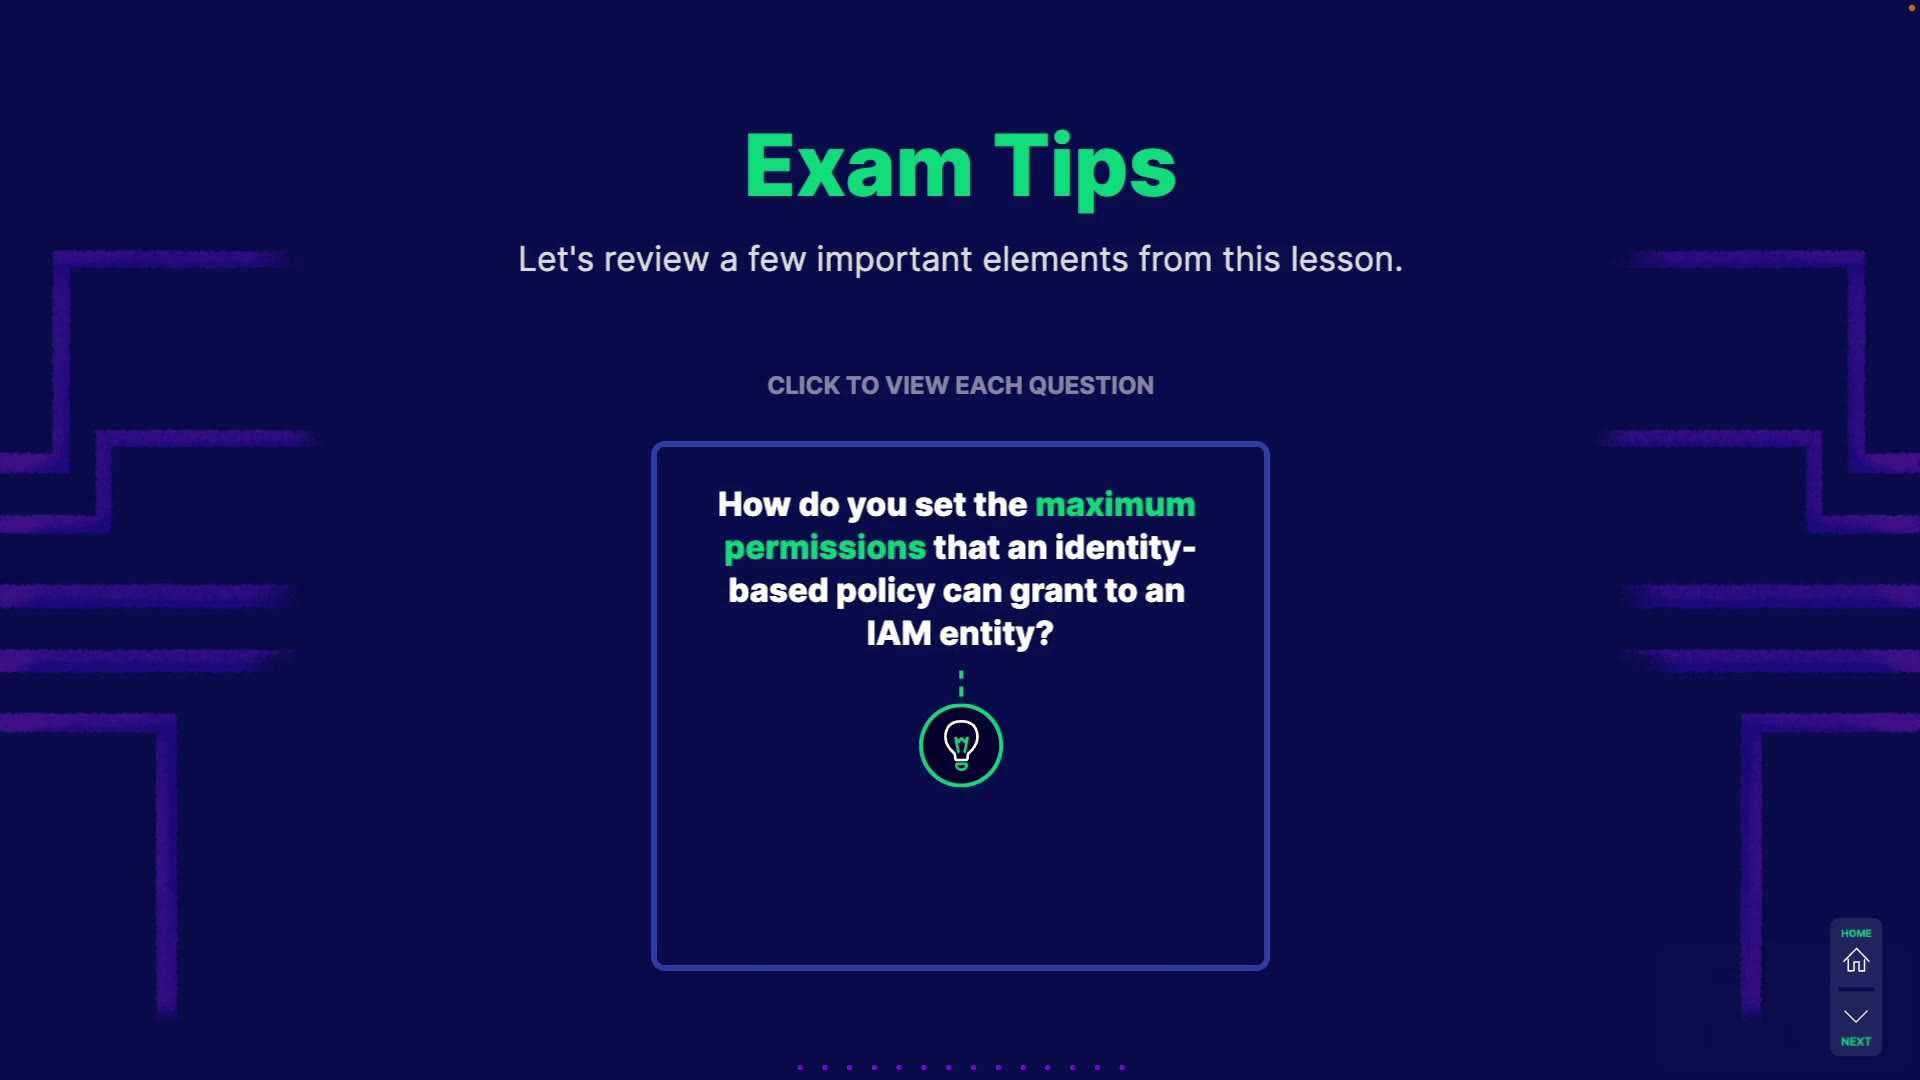 Exam Tips
Let's review a few important elements from this lesson.
CLICK TO VIEW EACH QUESTION
How do you set the maximum
permissions that an identity-
based policy can grant to an
IAM entity?
HOME
NEXT